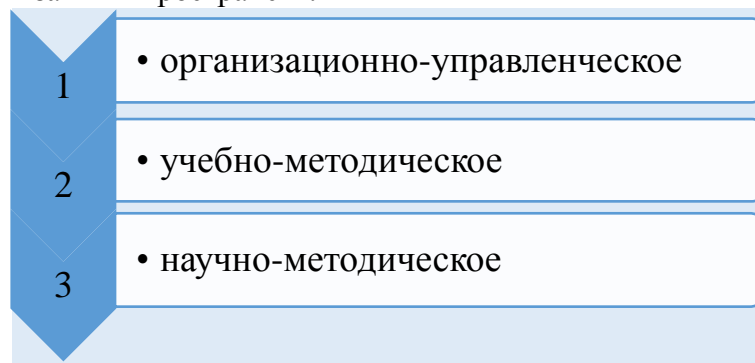 1
• организационно-управленческое
2
• учебно-методическое
3
• научно-методическое